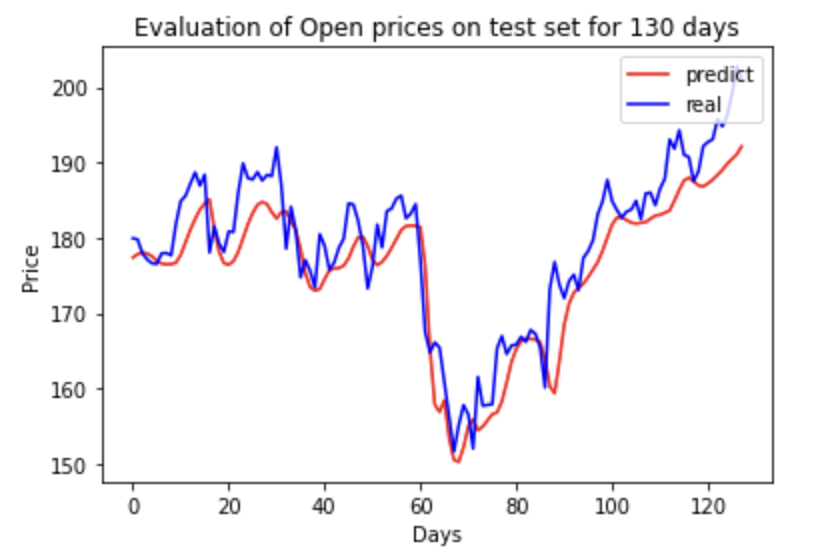 Evaluation of Open prices on test set for 130 days
predict
real
Price
200
190
180
170
160
150
0 20 40 60 80 100 120
Days